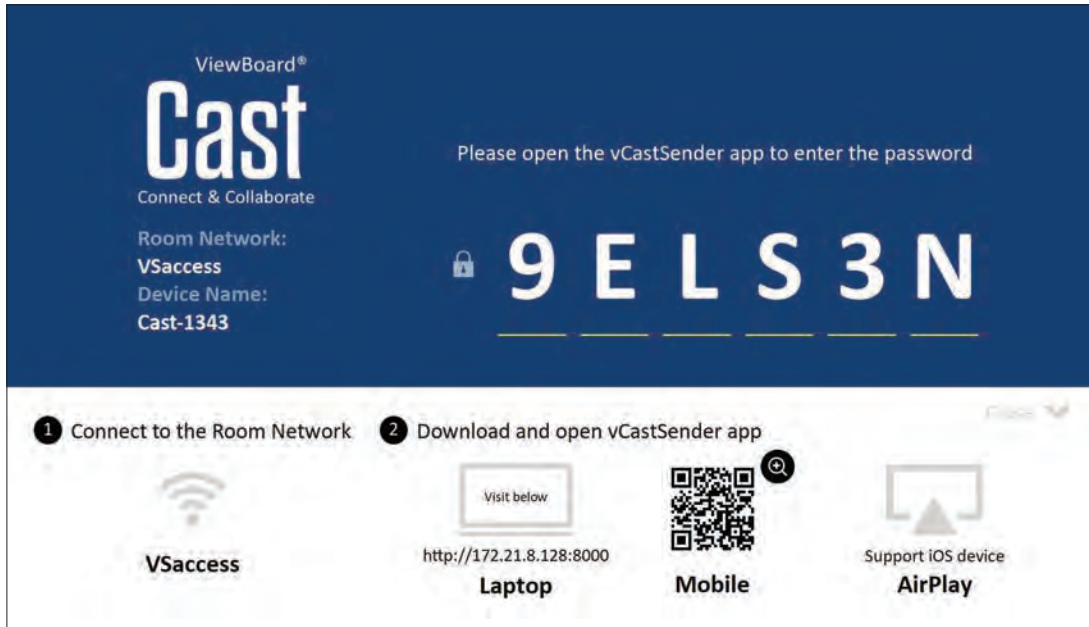 ViewBoard®
Cast
Connect & Collaborate
Room Network:
VSaccess
Device Name:
Cast-1343
Please open the vCastSender app to enter the password
9 E L S 3 N
1 Connect to the Room Network
VSaccess
2 Download and open vCastSender app
Visit below
http://172.21.8.128:8000
Laptop
Mobile
Support iOS device
AirPlay